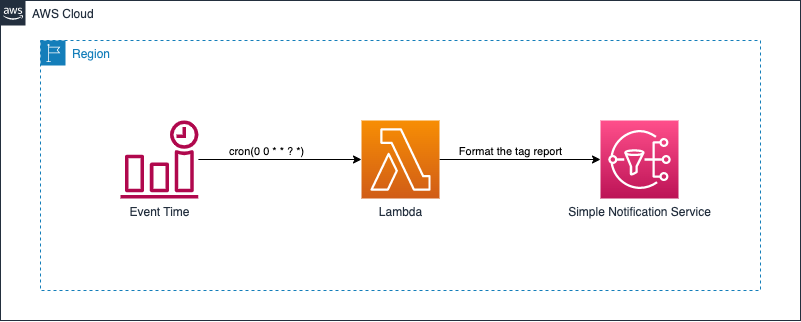 aws
AWS Cloud
Region
cron(0 0 * * ? *)
Format the tag report
Event Time
Lambda
Simple Notification Service